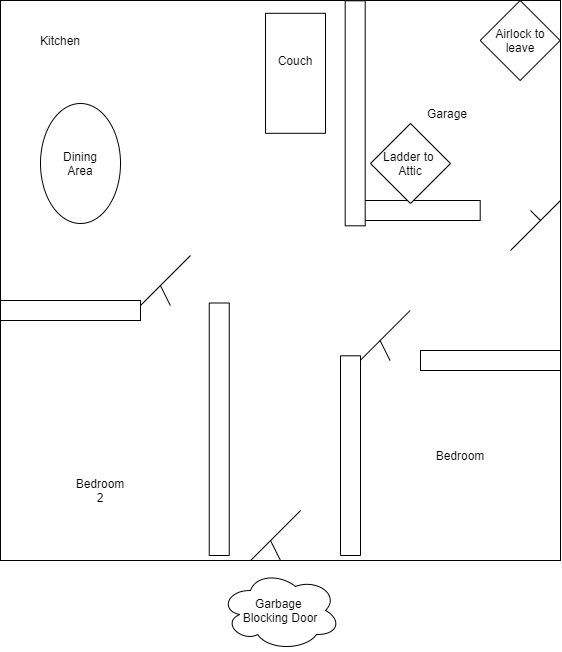 Airlock to
leave
Kitchen
Couch
Garage
Dining
Area
Ladder to
Attic
Bedroom
Bedroom
2
Garbage
Blocking Door